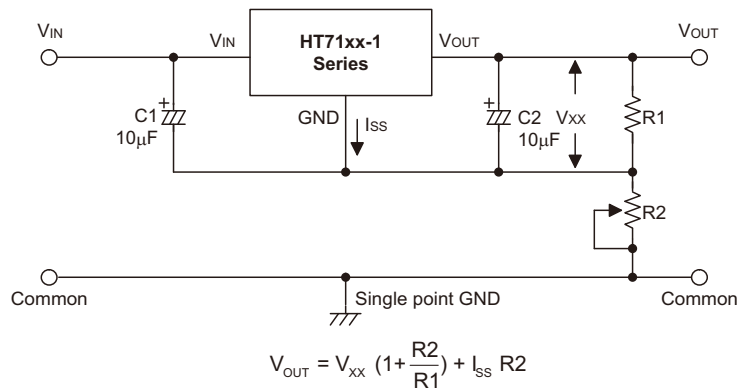 VIN
VIN
HT71xx-1
Series
VOUT
VOUT
C1
10μF
GND
ISS
C2
10μF
VXX
R1
R2
Common
Single point GND
Common
VOUT = VXX (1+R2/R1) + ISS R2